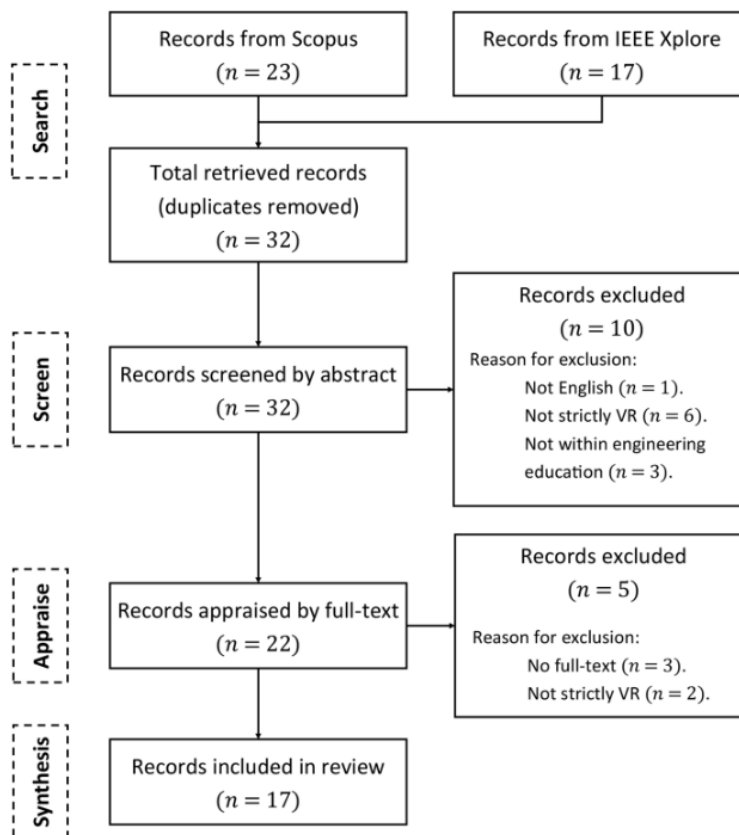 Search
Records from Scopus
(n = 23)
Records from IEEE Xplore
(n = 17)
Total retrieved records
(duplicates removed)
(n = 32)
Screen
Records screened by abstract
(n = 32)
Records excluded
(n = 10)
Reason for exclusion:
Not English (n = 1).
Not strictly VR (n = 6).
Not within engineering
education (n = 3).
Appraise
Records appraised by full-text
(n = 22)
Records excluded
(n = 5)
Reason for exclusion:
No full-text (n = 3).
Not strictly VR (n = 2).
Synthesis
Records included in review
(n = 17)